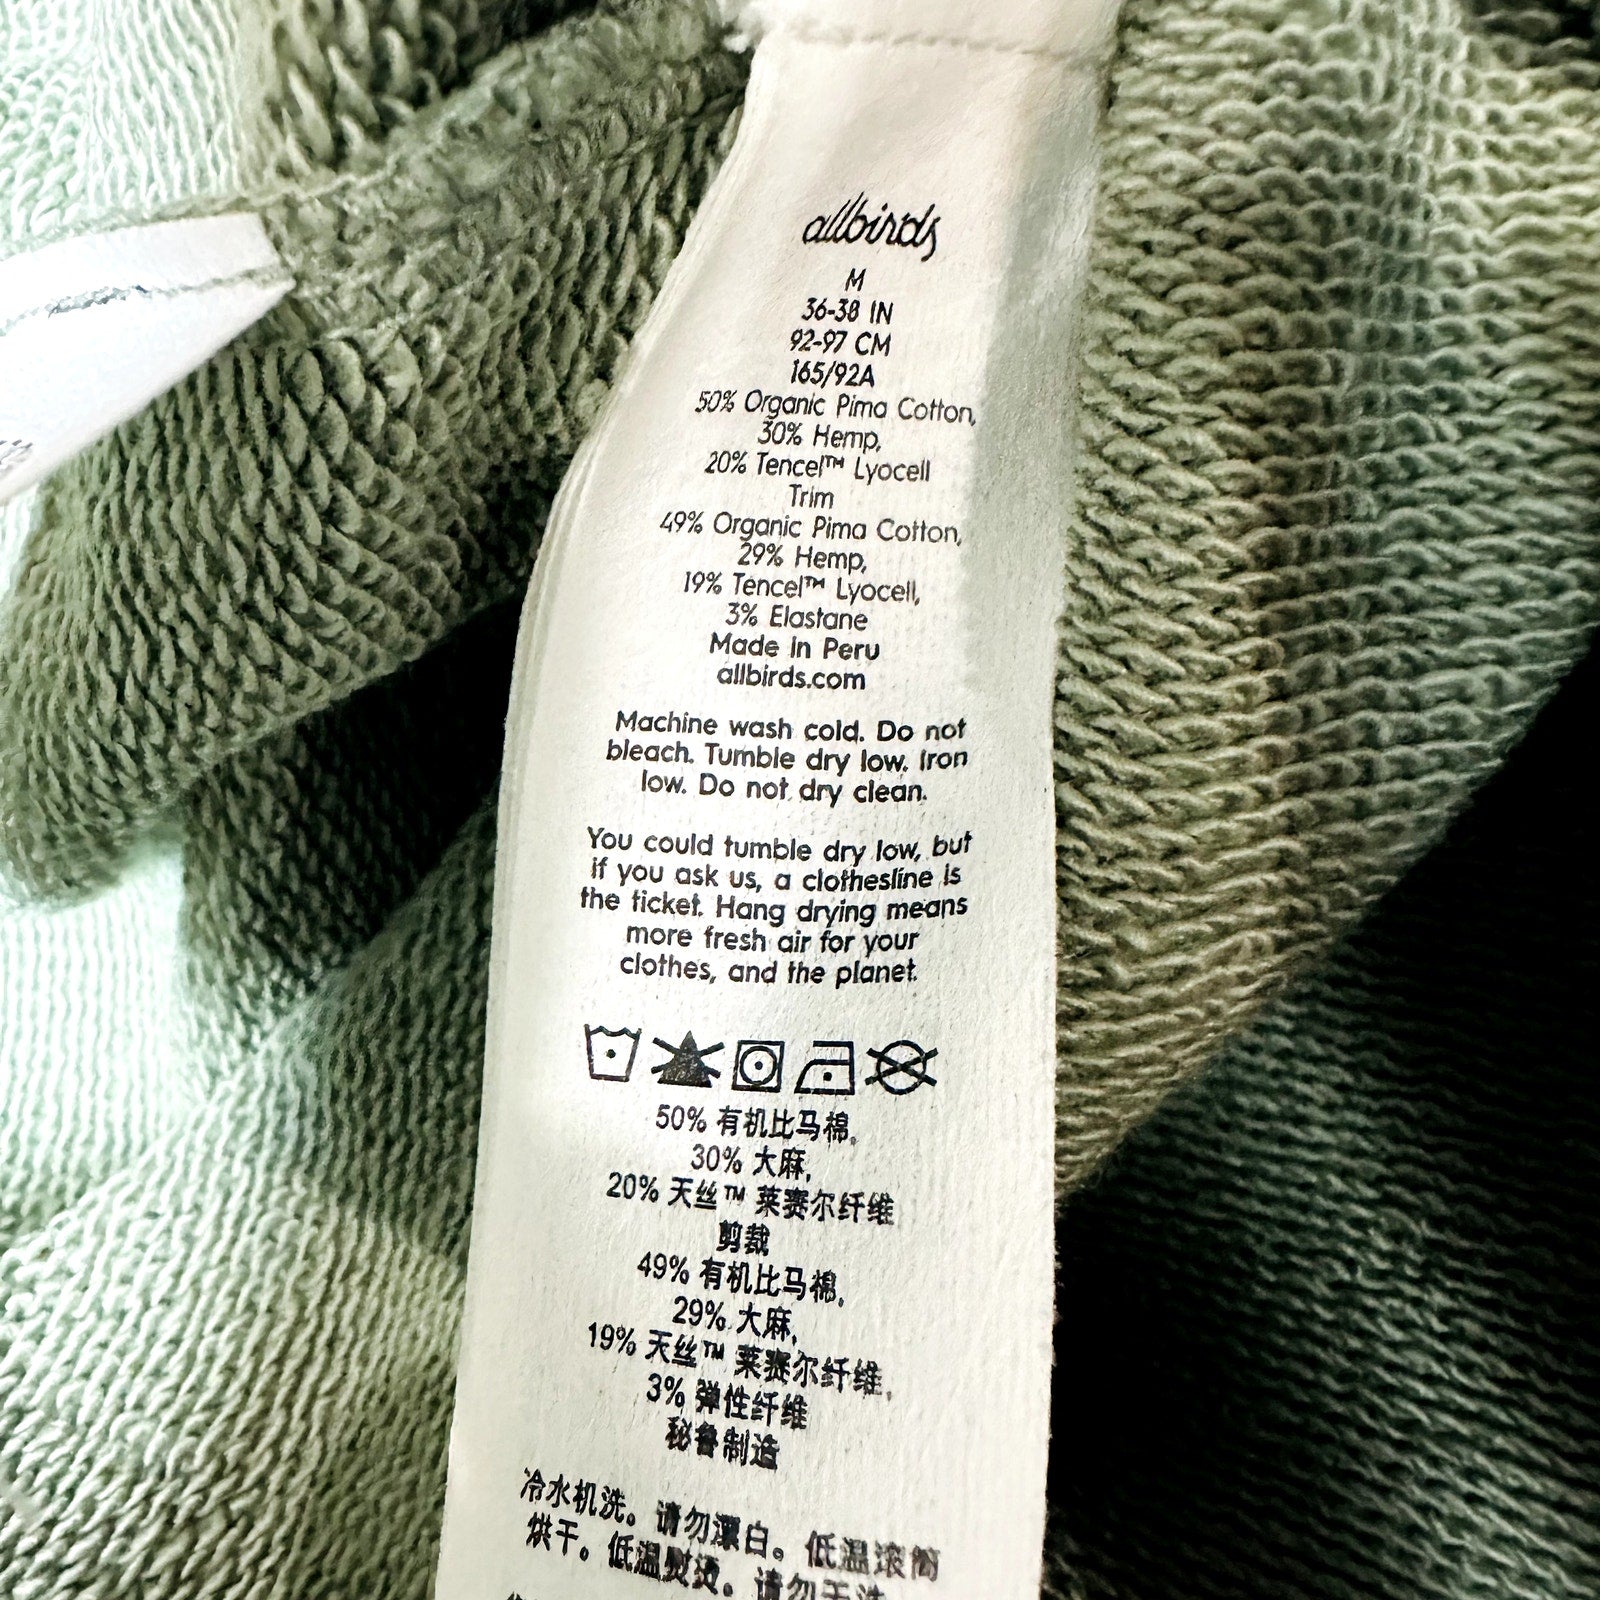 allbirds
M
36-38 IN
92-97 CM
165/92A
50% Organic Pima Cotton,
30% Hemp,
20% Tencel™ Lyocell
Trim
49% Organic Pima Cotton,
29% Hemp,
19% Tencel™ Lyocell,
3% Elastane
Made In Peru
allbirds.com
Machine wash cold. Do not
bleach. Tumble dry low. Iron
low. Do not dry clean.
You could tumble dry low, but
if you ask us, a clothesline is
the ticket. Hang drying means
more fresh air for your
clothes, and the planet.
50% 有机比马棉,
30% 大麻,
20% 天丝™ 莱赛尔纤维
剪裁
49% 有机比马棉,
29% 大麻,
19% 天丝™ 莱赛尔纤维,
3% 弹性纤维
秘鲁制造
冷水机洗。请勿漂白。低温滚筒
烘干。低温熨烫。请勿干洗